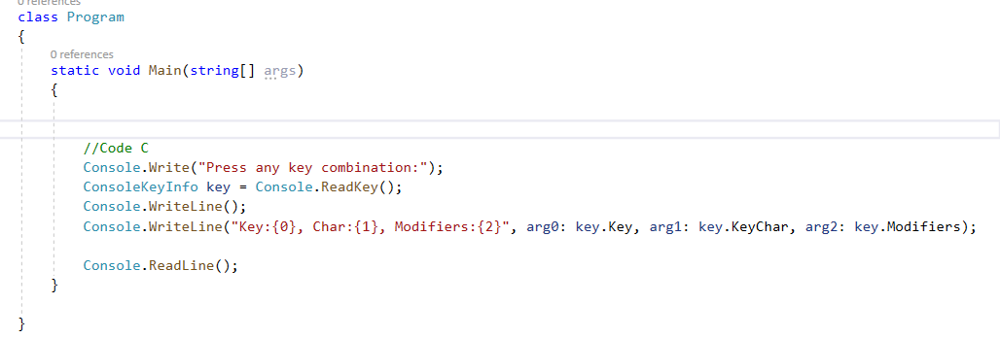 0 references
class Program
{
0 references
static void Main(string[] args)
{
//Code C
Console.Write("Press any key combination:");
ConsoleKeyInfo key = Console.ReadKey();
Console.WriteLine();
Console.WriteLine("Key:{0}, Char:{1}, Modifiers:{2}", arg0: key.Key, arg1: key.KeyChar, arg2: key.Modifiers);
Console.ReadLine();
}
}